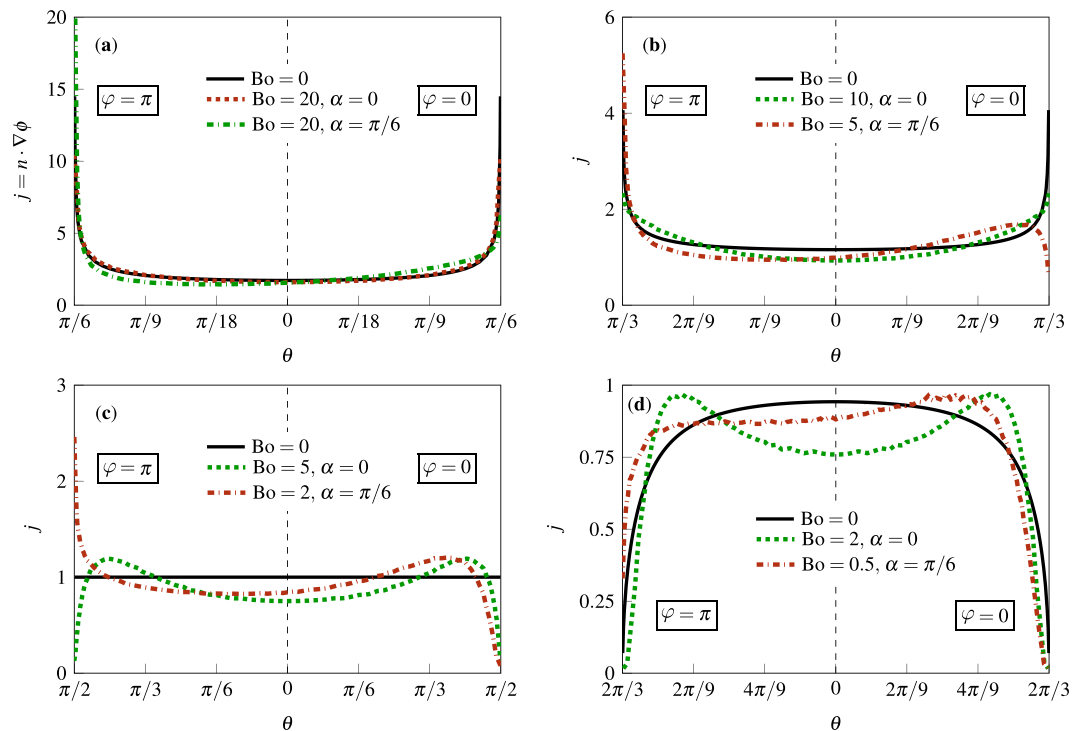 (a)
20
15
10
5
0
j = n · ∇ϕ
φ = π
φ = 0
Bo = 0
Bo = 20, α = 0
Bo = 20, α = π/6
π/6 π/9 π/18 0 π/18 π/9 π/6
θ
(b)
6
4
2
0
j
φ = π
φ = 0
Bo = 0
Bo = 10, α = 0
Bo = 5, α = π/6
π/3 2π/9 π/9 0 π/9 2π/9 π/3
θ
(c)
3
2
1
0
j
φ = π
φ = 0
Bo = 0
Bo = 5, α = 0
Bo = 2, α = π/6
π/2 π/3 π/6 0 π/6 π/3 π/2
θ
(d)
1
0.75
0.5
0.25
0
j
Bo = 0
Bo = 2, α = 0
Bo = 0.5, α = π/6
φ = π
φ = 0
2π/3 2π/9 4π/9 0 2π/9 4π/9 2π/3
θ